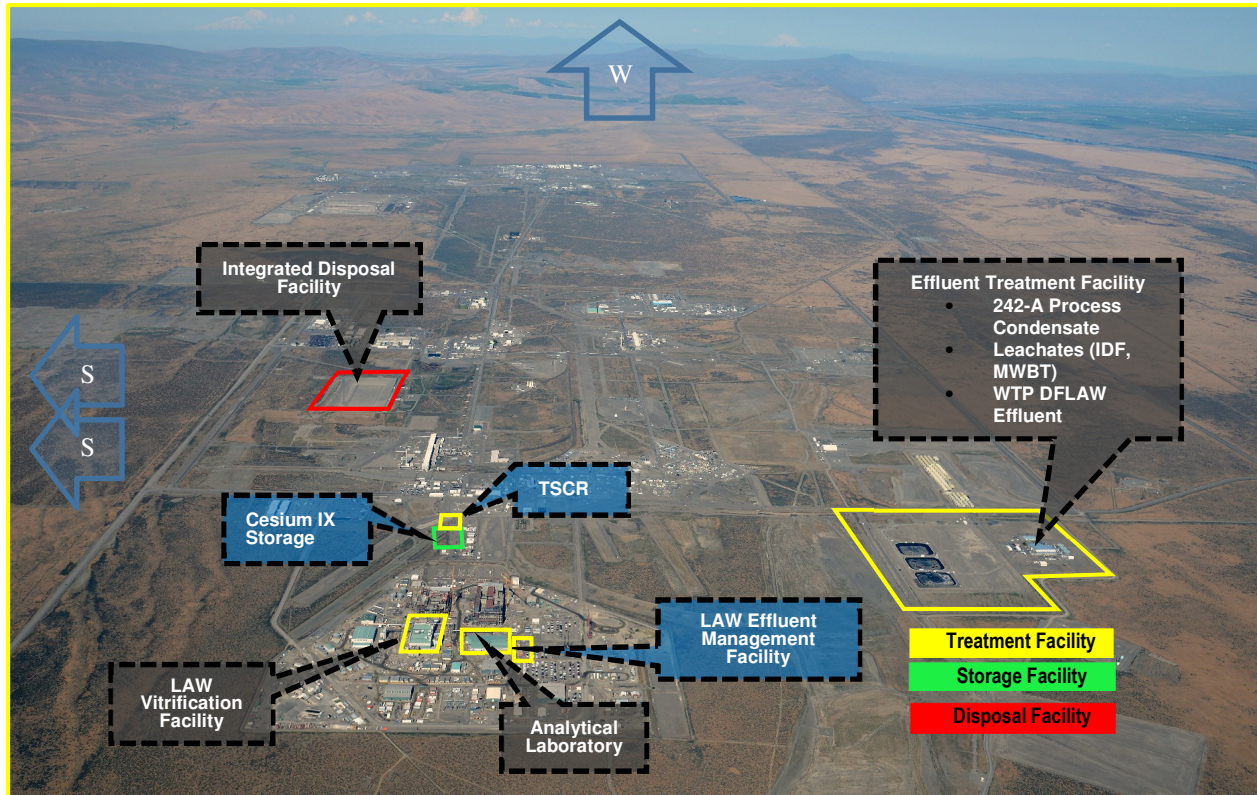 W
Integrated Disposal
Facility
Effluent Treatment Facility
• 242-A Process
Condensate
• Leachates (IDF,
MWBT)
• WTP DFLAW
Effluent
S
S
TSCR
Cesium IX
Storage
LAW Effluent
Management
Facility
LAW
Vitrification
Facility
Analytical
Laboratory
Treatment Facility
Storage Facility
Disposal Facility